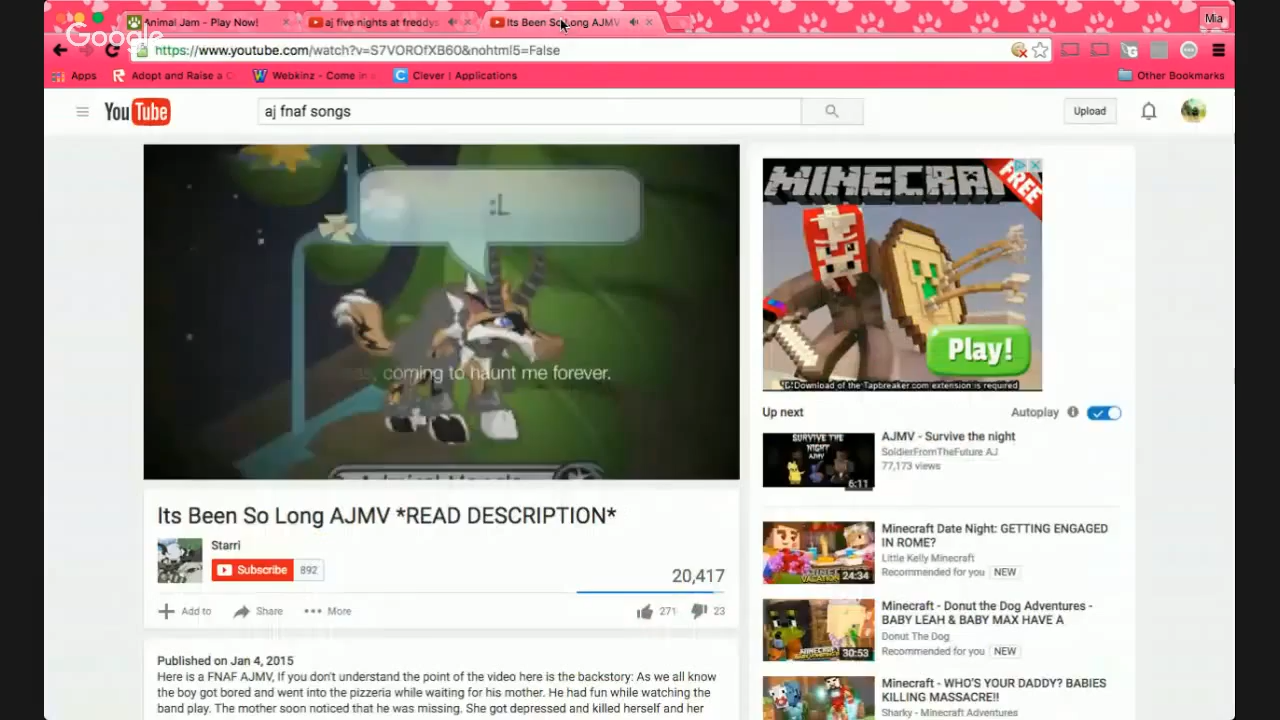 Animal Jam - Play Now!
aj five nights at freddys
Its Been So Long AJMV
Mia
Google
https://www.youtube.com/watch?v=S7VOROfXB60&nohtml5=False
Apps
Adopt and Raise a C
Webkinz - Come in a
Clever | Applications
Other Bookmarks
YouTube
aj fnaf songs
Upload
:L
coming to haunt me forever.
MINECRAF
FREE
Play!
Download of the Tapbreaker.com extension is required
Up next
Autoplay
SURVIVE THE NIGHT
AJMV
6:11
AJMV - Survive the night
SoldierFromTheFuture AJ
77,173 views
Its Been So Long AJMV *READ DESCRIPTION*
Starri
Subscribe 892
20,417
Add to
Share
More
271
23
24:34
Minecraft Date Night: GETTING ENGAGED
IN ROME?
Little Kelly Minecraft
Recommended for you NEW
30:53
Minecraft - Donut the Dog Adventures -
BABY LEAH & BABY MAX HAVE A
Donut The Dog
Recommended for you NEW
Minecraft - WHO'S YOUR DADDY? BABIES
KILLING MASSACRE!!
Sharky - Minecraft Adventures
Published on Jan 4, 2015
Here is a FNAF AJMV, If you don't understand the point of the video here is the backstory: As we all know
the boy got bored and went into the pizzeria while waiting for his mother. He had fun while watching the
band play. The mother soon noticed that he was missing. She got depressed and killed herself and her